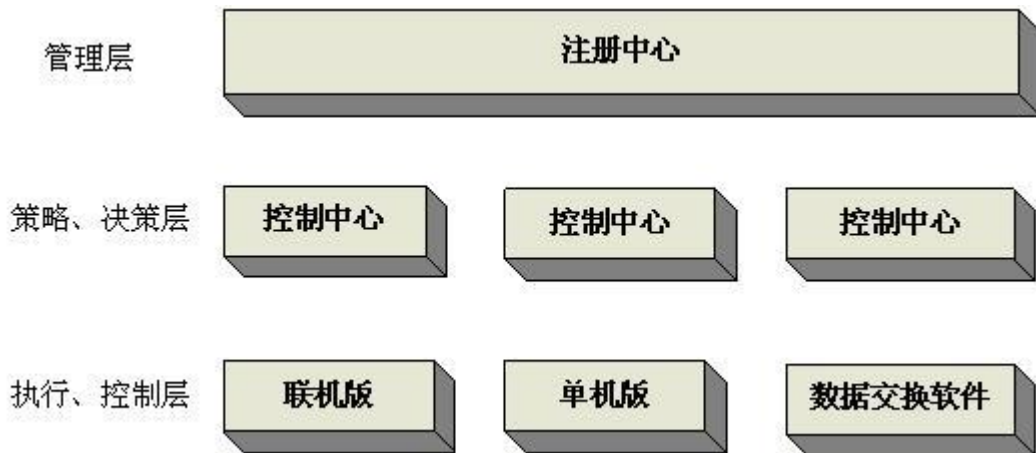 管理层
注册中心
策略、决策层
控制中心
控制中心
控制中心
执行、控制层
联机版
单机版
数据交换软件